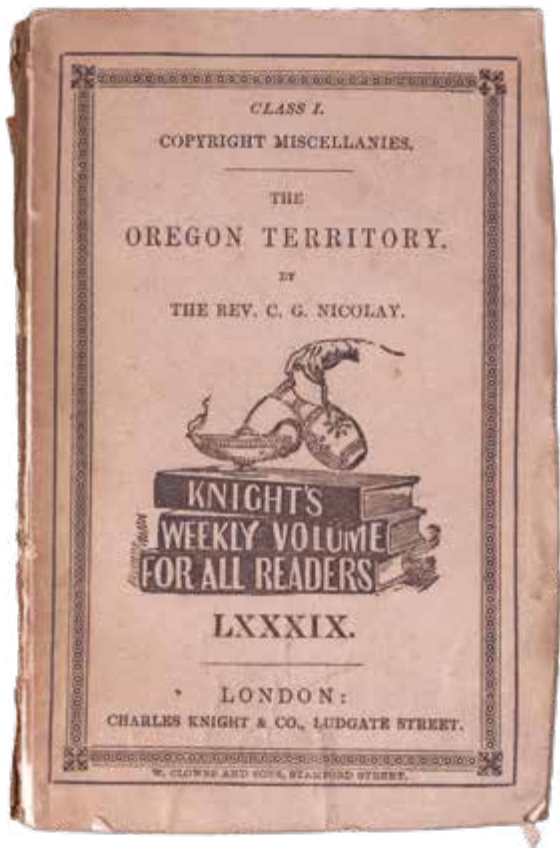 CLASS I.
COPYRIGHT MISCELLANIES.
THE
OREGON TERRITORY.
BY
THE REV. C. G. NICOLAY.
KNIGHT'S
WEEKLY VOLUME
FOR ALL READERS
LXXXIX.
LONDON:
CHARLES KNIGHT & CO., LUDGATE STREET.
W. CLOWES AND SONS, STAMFORD STREET.